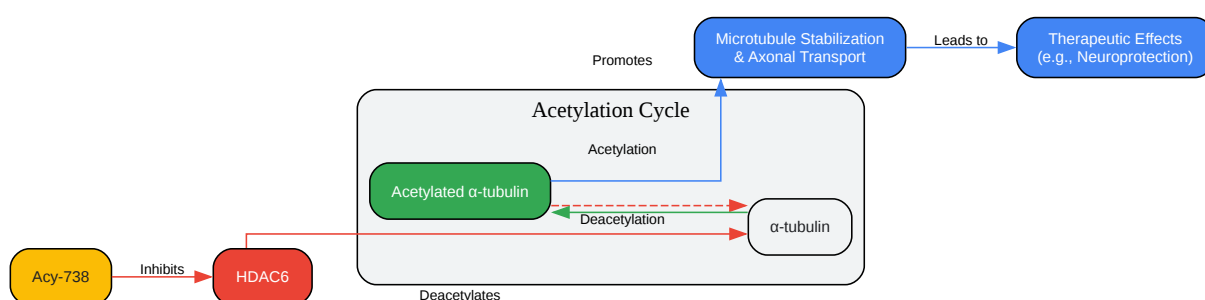 Microtubule Stabilization
& Axonal Transport
Leads to
Therapeutic Effects
(e.g., Neuroprotection)
Promotes
Acetylation Cycle
Acetylation
Acetylated α-tubulin
Deacetylation
α-tubulin
Acy-738
Inhibits
HDAC6
Deacetylates